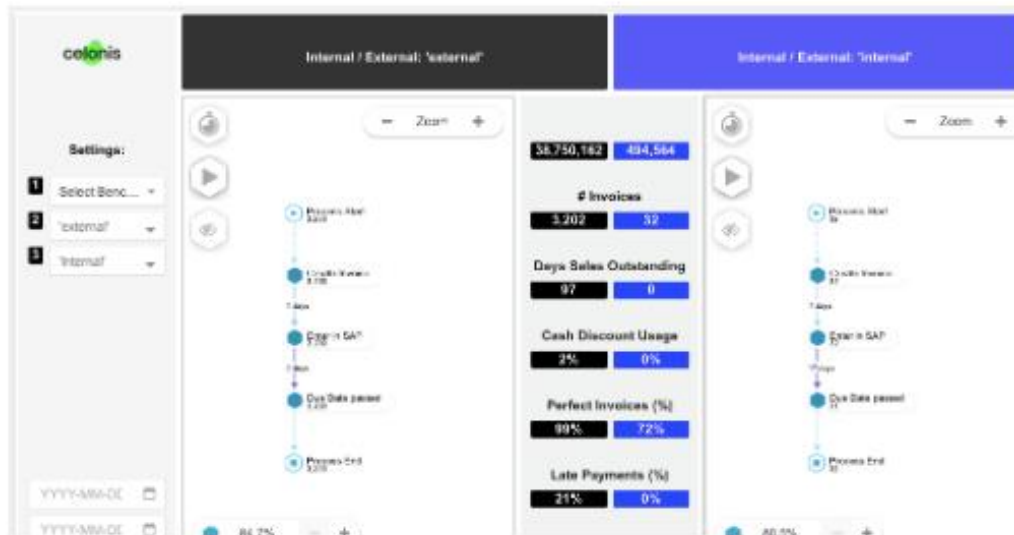 celonis
Internal / External: 'external'
Internal / External: 'internal'
Settings:
1
Select Benc...
2
'external'
3
'internal'
YYYY-MM-DD
YYYY-MM-DD
− Zoom +
Process Start
Create Invoice
Enter in SAP
Due Date passed
Process End
− +
38,750,162 494,564
# Invoices
3,202 32
Days Sales Outstanding
97 0
Cash Discount Usage
2% 0%
Perfect Invoices (%)
99% 72%
Late Payments (%)
21% 0%
− Zoom +
Process Start
Create Invoice
Enter in SAP
Due Date passed
Process End
− +